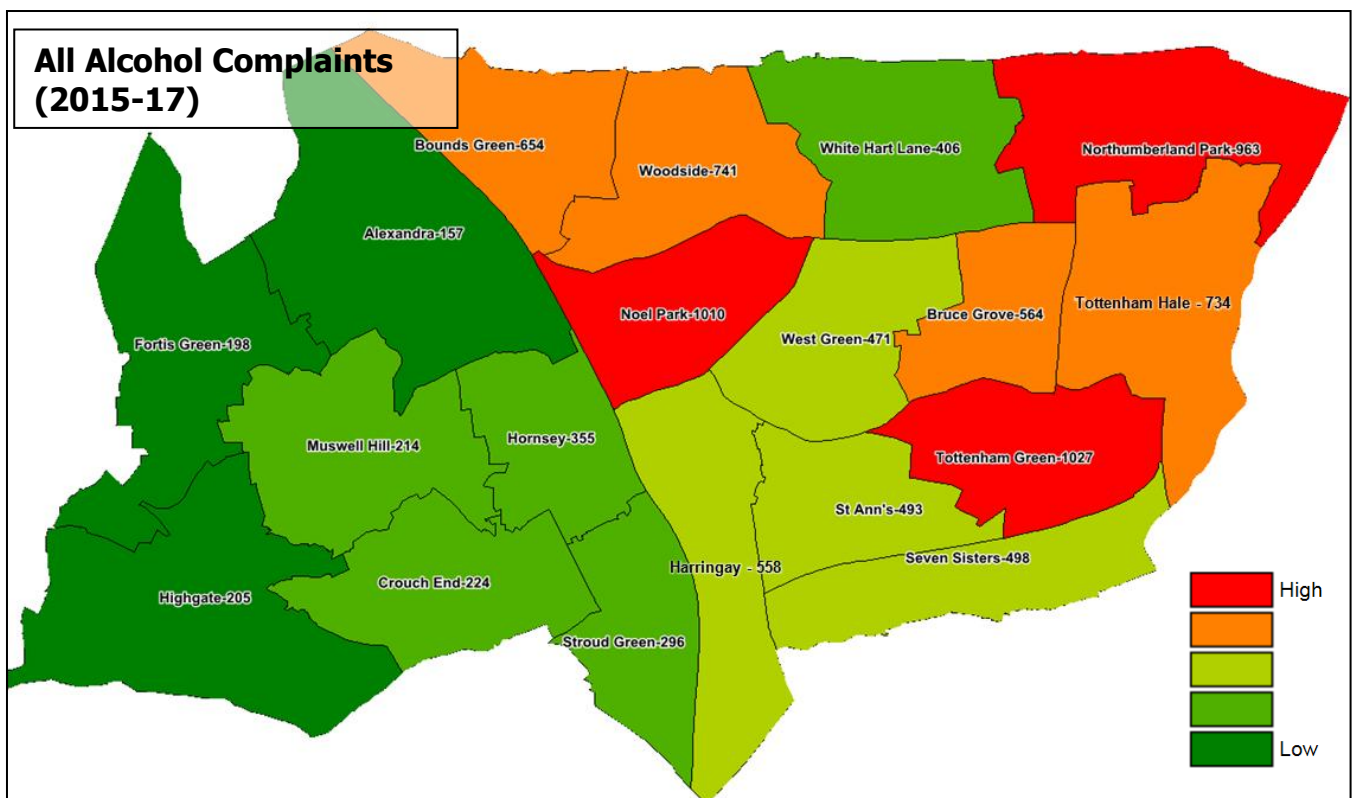 All Alcohol Complaints
(2015-17)
Bounds Green-654
White Hart Lane-406
Northumberland Park-963
Woodside-741
Alexandra-157
Tottenham Hale - 734
Noel Park-1010
Bruce Grove-564
West Green-471
Fortis Green-198
Hornsey-355
Muswell Hill-214
Tottenham Green-1027
St Ann's-493
Seven Sisters-498
Harringay - 558
Crouch End-224
Highgate-205
Stroud Green-296
High
Low